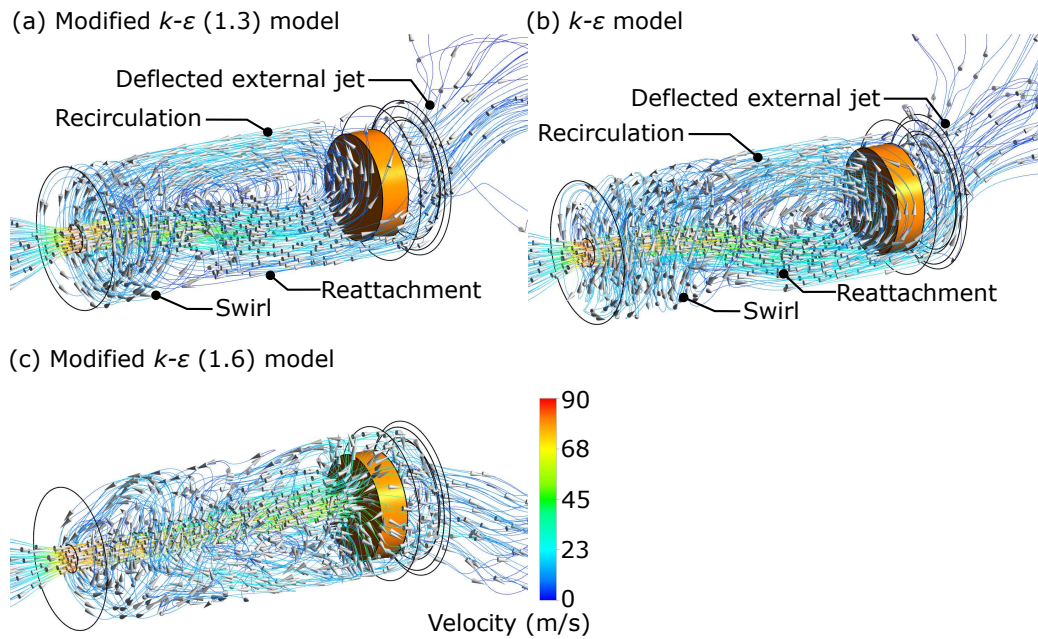 (a) Modified k-ε (1.3) model
(b) k-ε model
Deflected external jet
Recirculation
Reattachment
Swirl
Deflected external jet
Recirculation
Reattachment
Swirl
(c) Modified k-ε (1.6) model
90
68
45
23
0
Velocity (m/s)